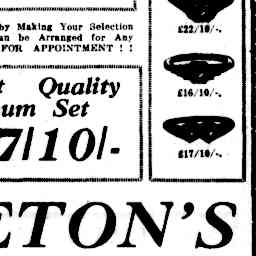 by Making Your Selection
an be Arranged for Any
FOR APPOINTMENT ! !
Quality
um Set
7/10/-
£22/10/-.
£16/10/-.
£17/10/-.
ETON'S